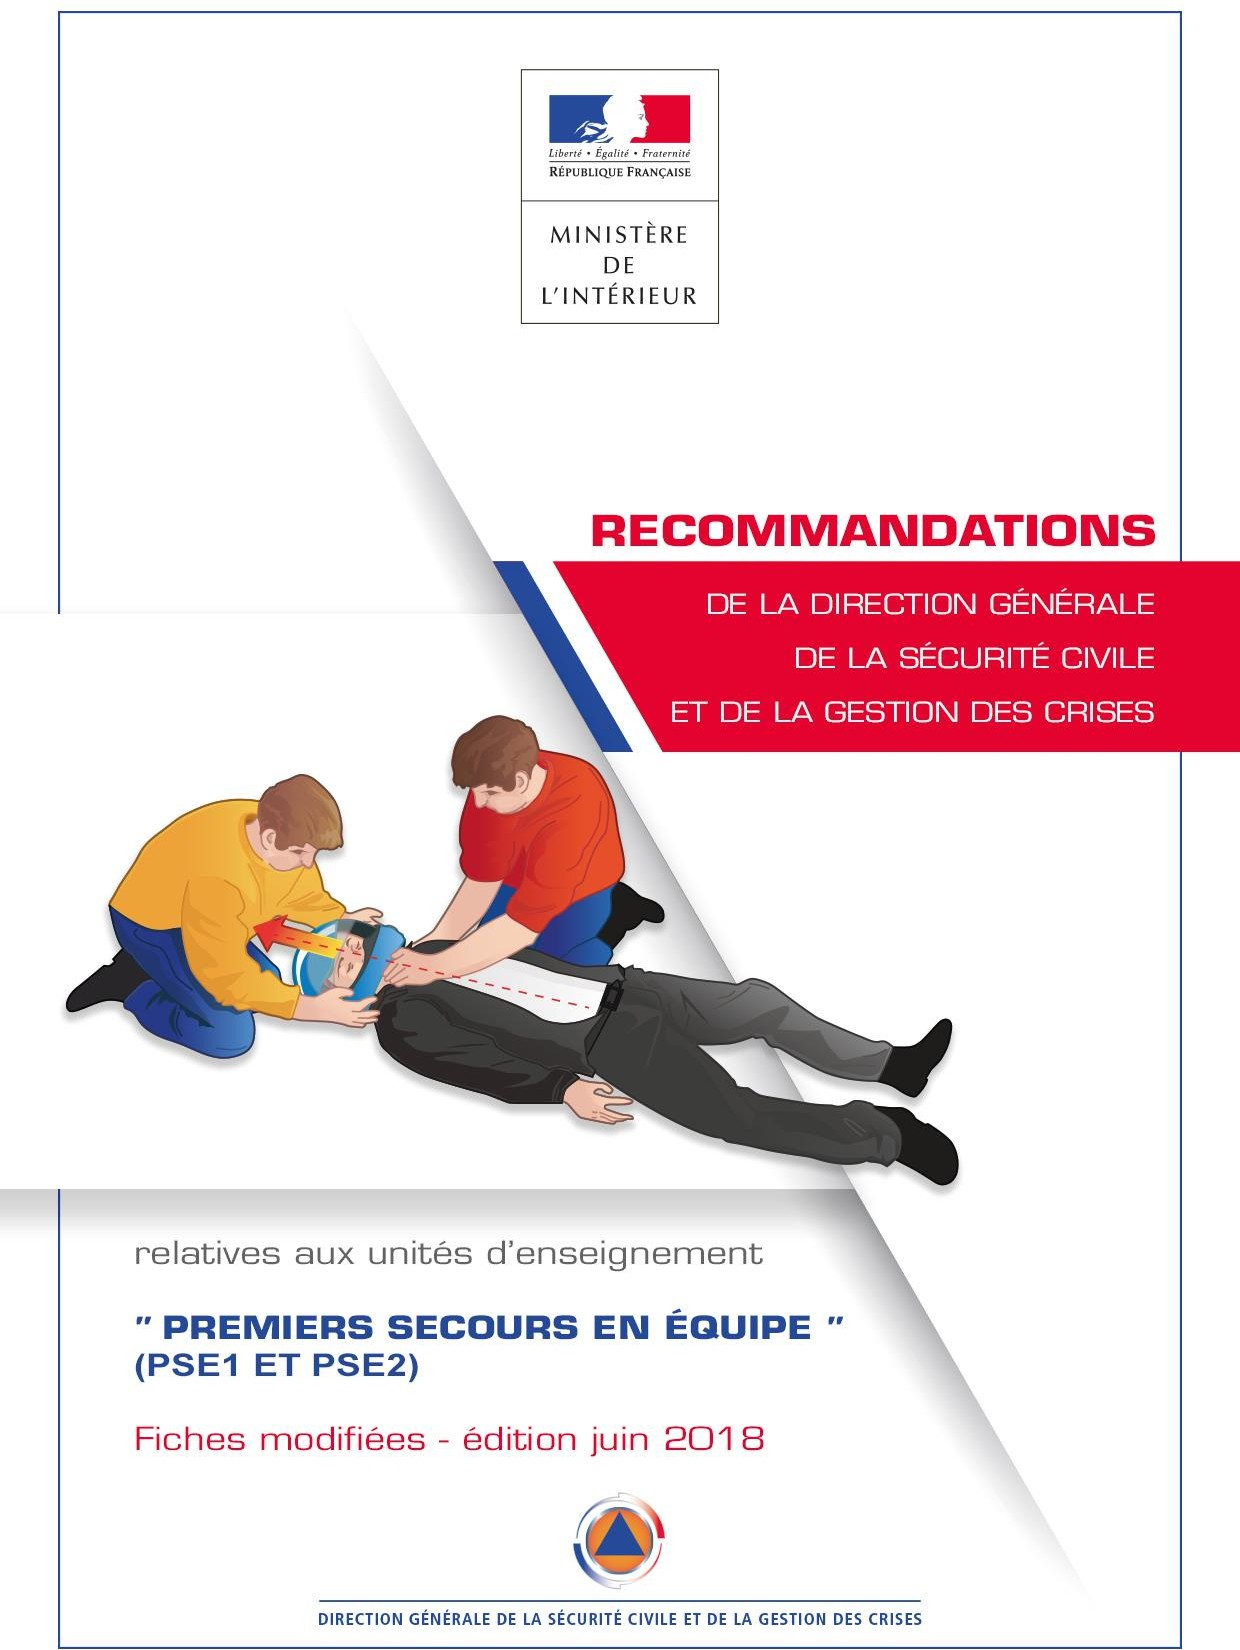 Liberté • Égalité • Fraternité
RÉPUBLIQUE FRANÇAISE
MINISTÈRE
DE
L'INTÉRIEUR
RECOMMANDATIONS
DE LA DIRECTION GÉNÉRALE
DE LA SÉCURITÉ CIVILE
ET DE LA GESTION DES CRISES
relatives aux unités d'enseignement
" PREMIERS SECOURS EN ÉQUIPE "
(PSE1 ET PSE2)
Fiches modifiées - édition juin 2018
DIRECTION GÉNÉRALE DE LA SÉCURITÉ CIVILE ET DE LA GESTION DES CRISES